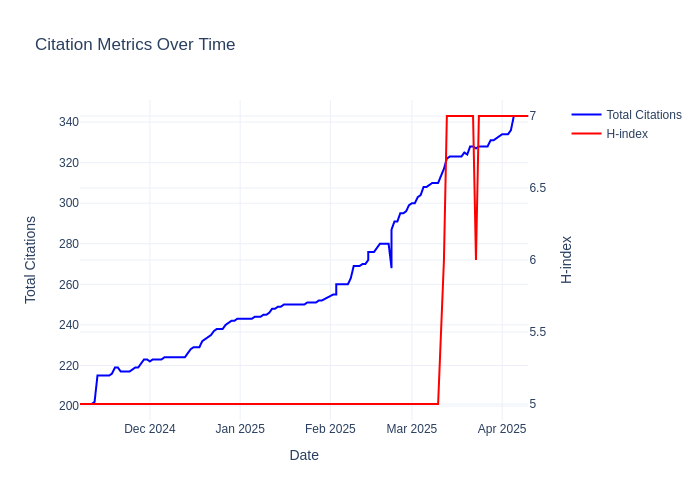 Citation Metrics Over Time
Total Citations
H-index
340
320
300
280
260
240
220
200
7
6.5
6
5.5
5
Dec 2024
Jan 2025
Feb 2025
Mar 2025
Apr 2025
Date
Total Citations
H-index